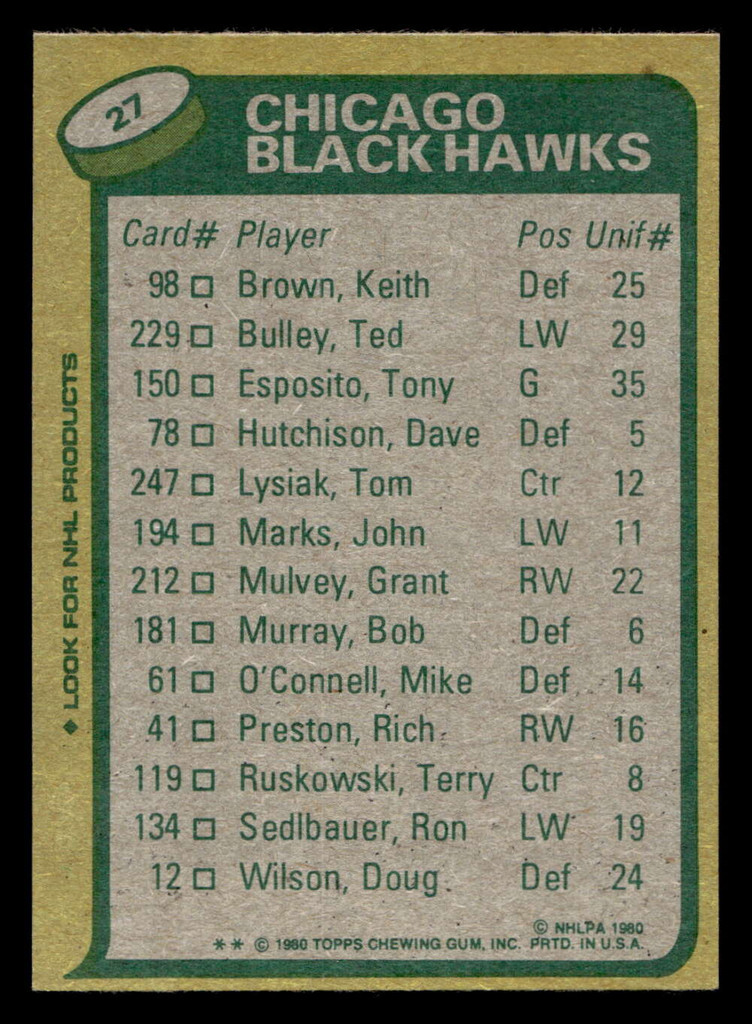 27
CHICAGO
BLACK HAWKS
Card# Player Pos Unif#
98 □ Brown, Keith Def 25
229 □ Bulley, Ted LW 29
150 □ Esposito, Tony G 35
78 □ Hutchison, Dave Def 5
247 □ Lysiak, Tom Ctr 12
194 □ Marks, John LW 11
212 □ Mulvey, Grant RW 22
181 □ Murray, Bob Def 6
61 □ O'Connell, Mike Def 14
41 □ Preston, Rich RW 16
119 □ Ruskowski, Terry Ctr 8
134 □ Sedlbauer, Ron LW 19
12 □ Wilson, Doug Def 24
© NHLPA 1980
** © 1980 TOPPS CHEWING GUM, INC. PRTD. IN U.S.A.
◆ LOOK FOR NHL PRODUCTS